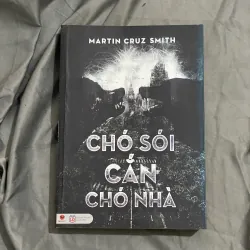 MARTIN CRUZ SMITH
CHÓ SÓI
CẮN
CHÓ NHÀ